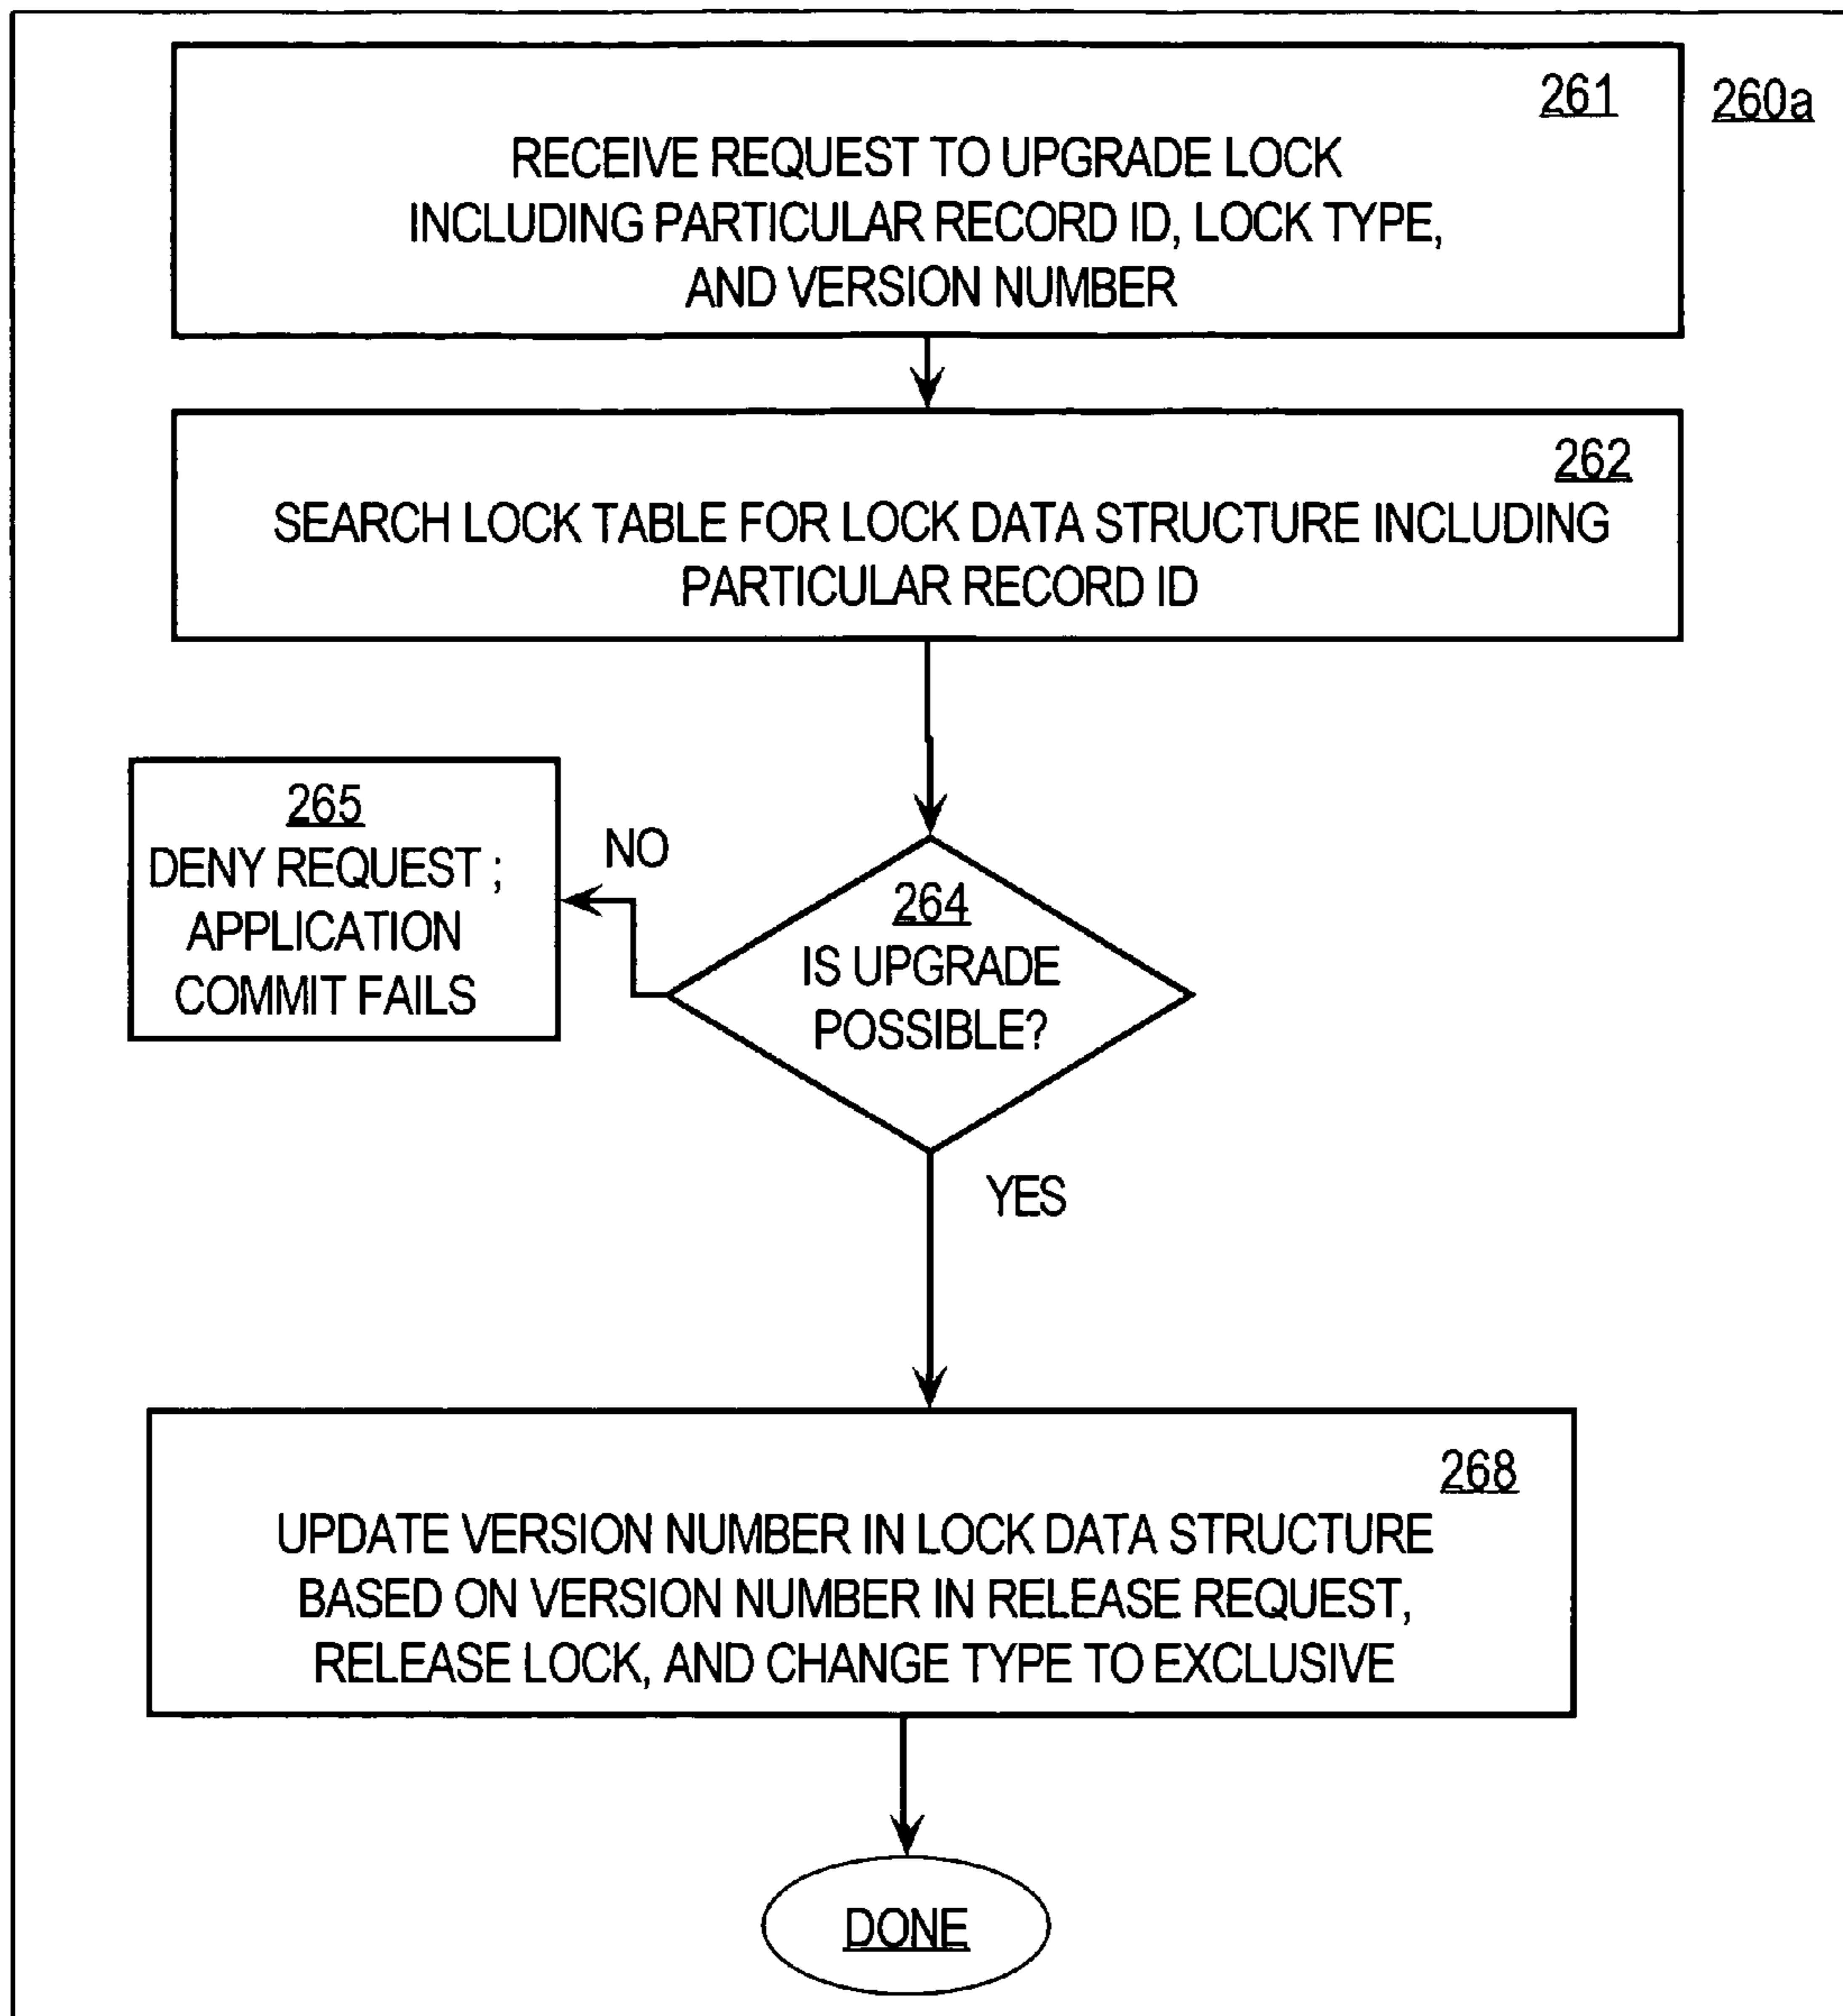 261
260a
RECEIVE REQUEST TO UPGRADE LOCK
INCLUDING PARTICULAR RECORD ID, LOCK TYPE,
AND VERSION NUMBER
262
SEARCH LOCK TABLE FOR LOCK DATA STRUCTURE INCLUDING
PARTICULAR RECORD ID
265
DENY REQUEST ;
APPLICATION
COMMIT FAILS
NO
264
IS UPGRADE
POSSIBLE?
YES
268
UPDATE VERSION NUMBER IN LOCK DATA STRUCTURE
BASED ON VERSION NUMBER IN RELEASE REQUEST,
RELEASE LOCK, AND CHANGE TYPE TO EXCLUSIVE
DONE